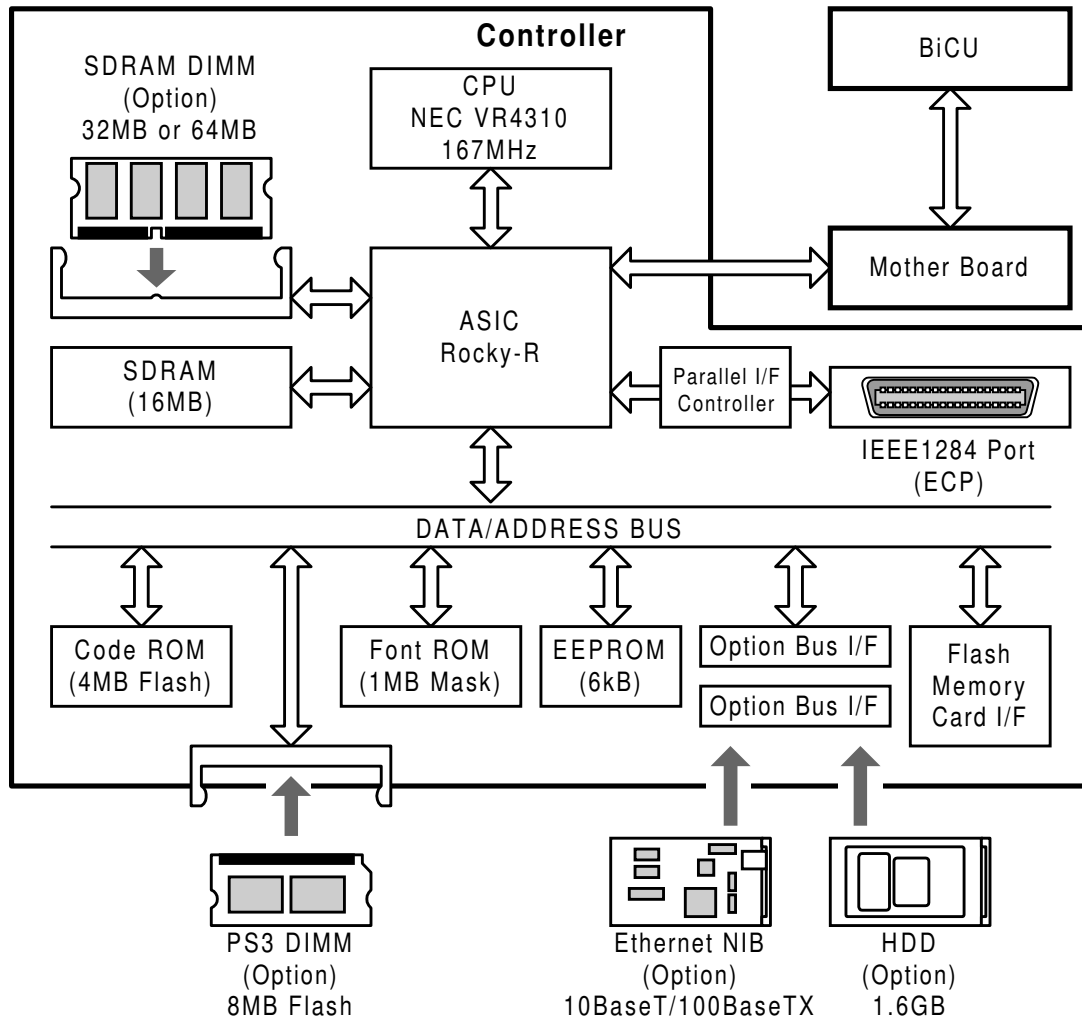 Controller
SDRAM DIMM
(Option)
32MB or 64MB
CPU
NEC VR4310
167MHz
BiCU
Mother Board
ASIC
Rocky-R
SDRAM
(16MB)
Parallel I/F
Controller
IEEE1284 Port
(ECP)
DATA/ADDRESS BUS
Code ROM
(4MB Flash)
Font ROM
(1MB Mask)
EEPROM
(6kB)
Option Bus I/F
Option Bus I/F
Flash
Memory
Card I/F
PS3 DIMM
(Option)
8MB Flash
Ethernet NIB
(Option)
10BaseT/100BaseTX
HDD
(Option)
1.6GB